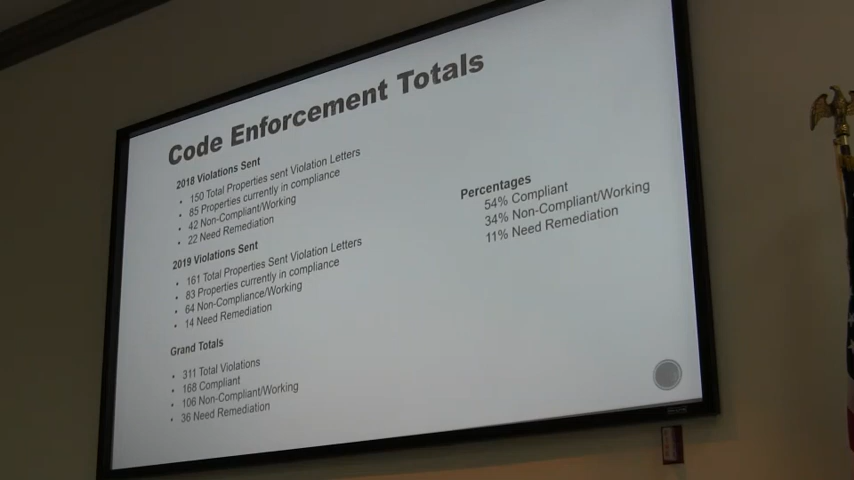 Code Enforcement Totals
2018 Violations Sent
• 150 Total Properties sent Violation Letters
• 85 Properties currently in compliance
• 42 Non-Compliant/Working
• 22 Need Remediation
2019 Violations Sent
• 161 Total Properties Sent Violation Letters
• 83 Properties currently in compliance
• 64 Non-Compliance/Working
• 14 Need Remediation
Grand Totals
• 311 Total Violations
• 168 Compliant
• 106 Non-Compliant/Working
• 36 Need Remediation
Percentages
54% Compliant
34% Non-Compliant/Working
11% Need Remediation